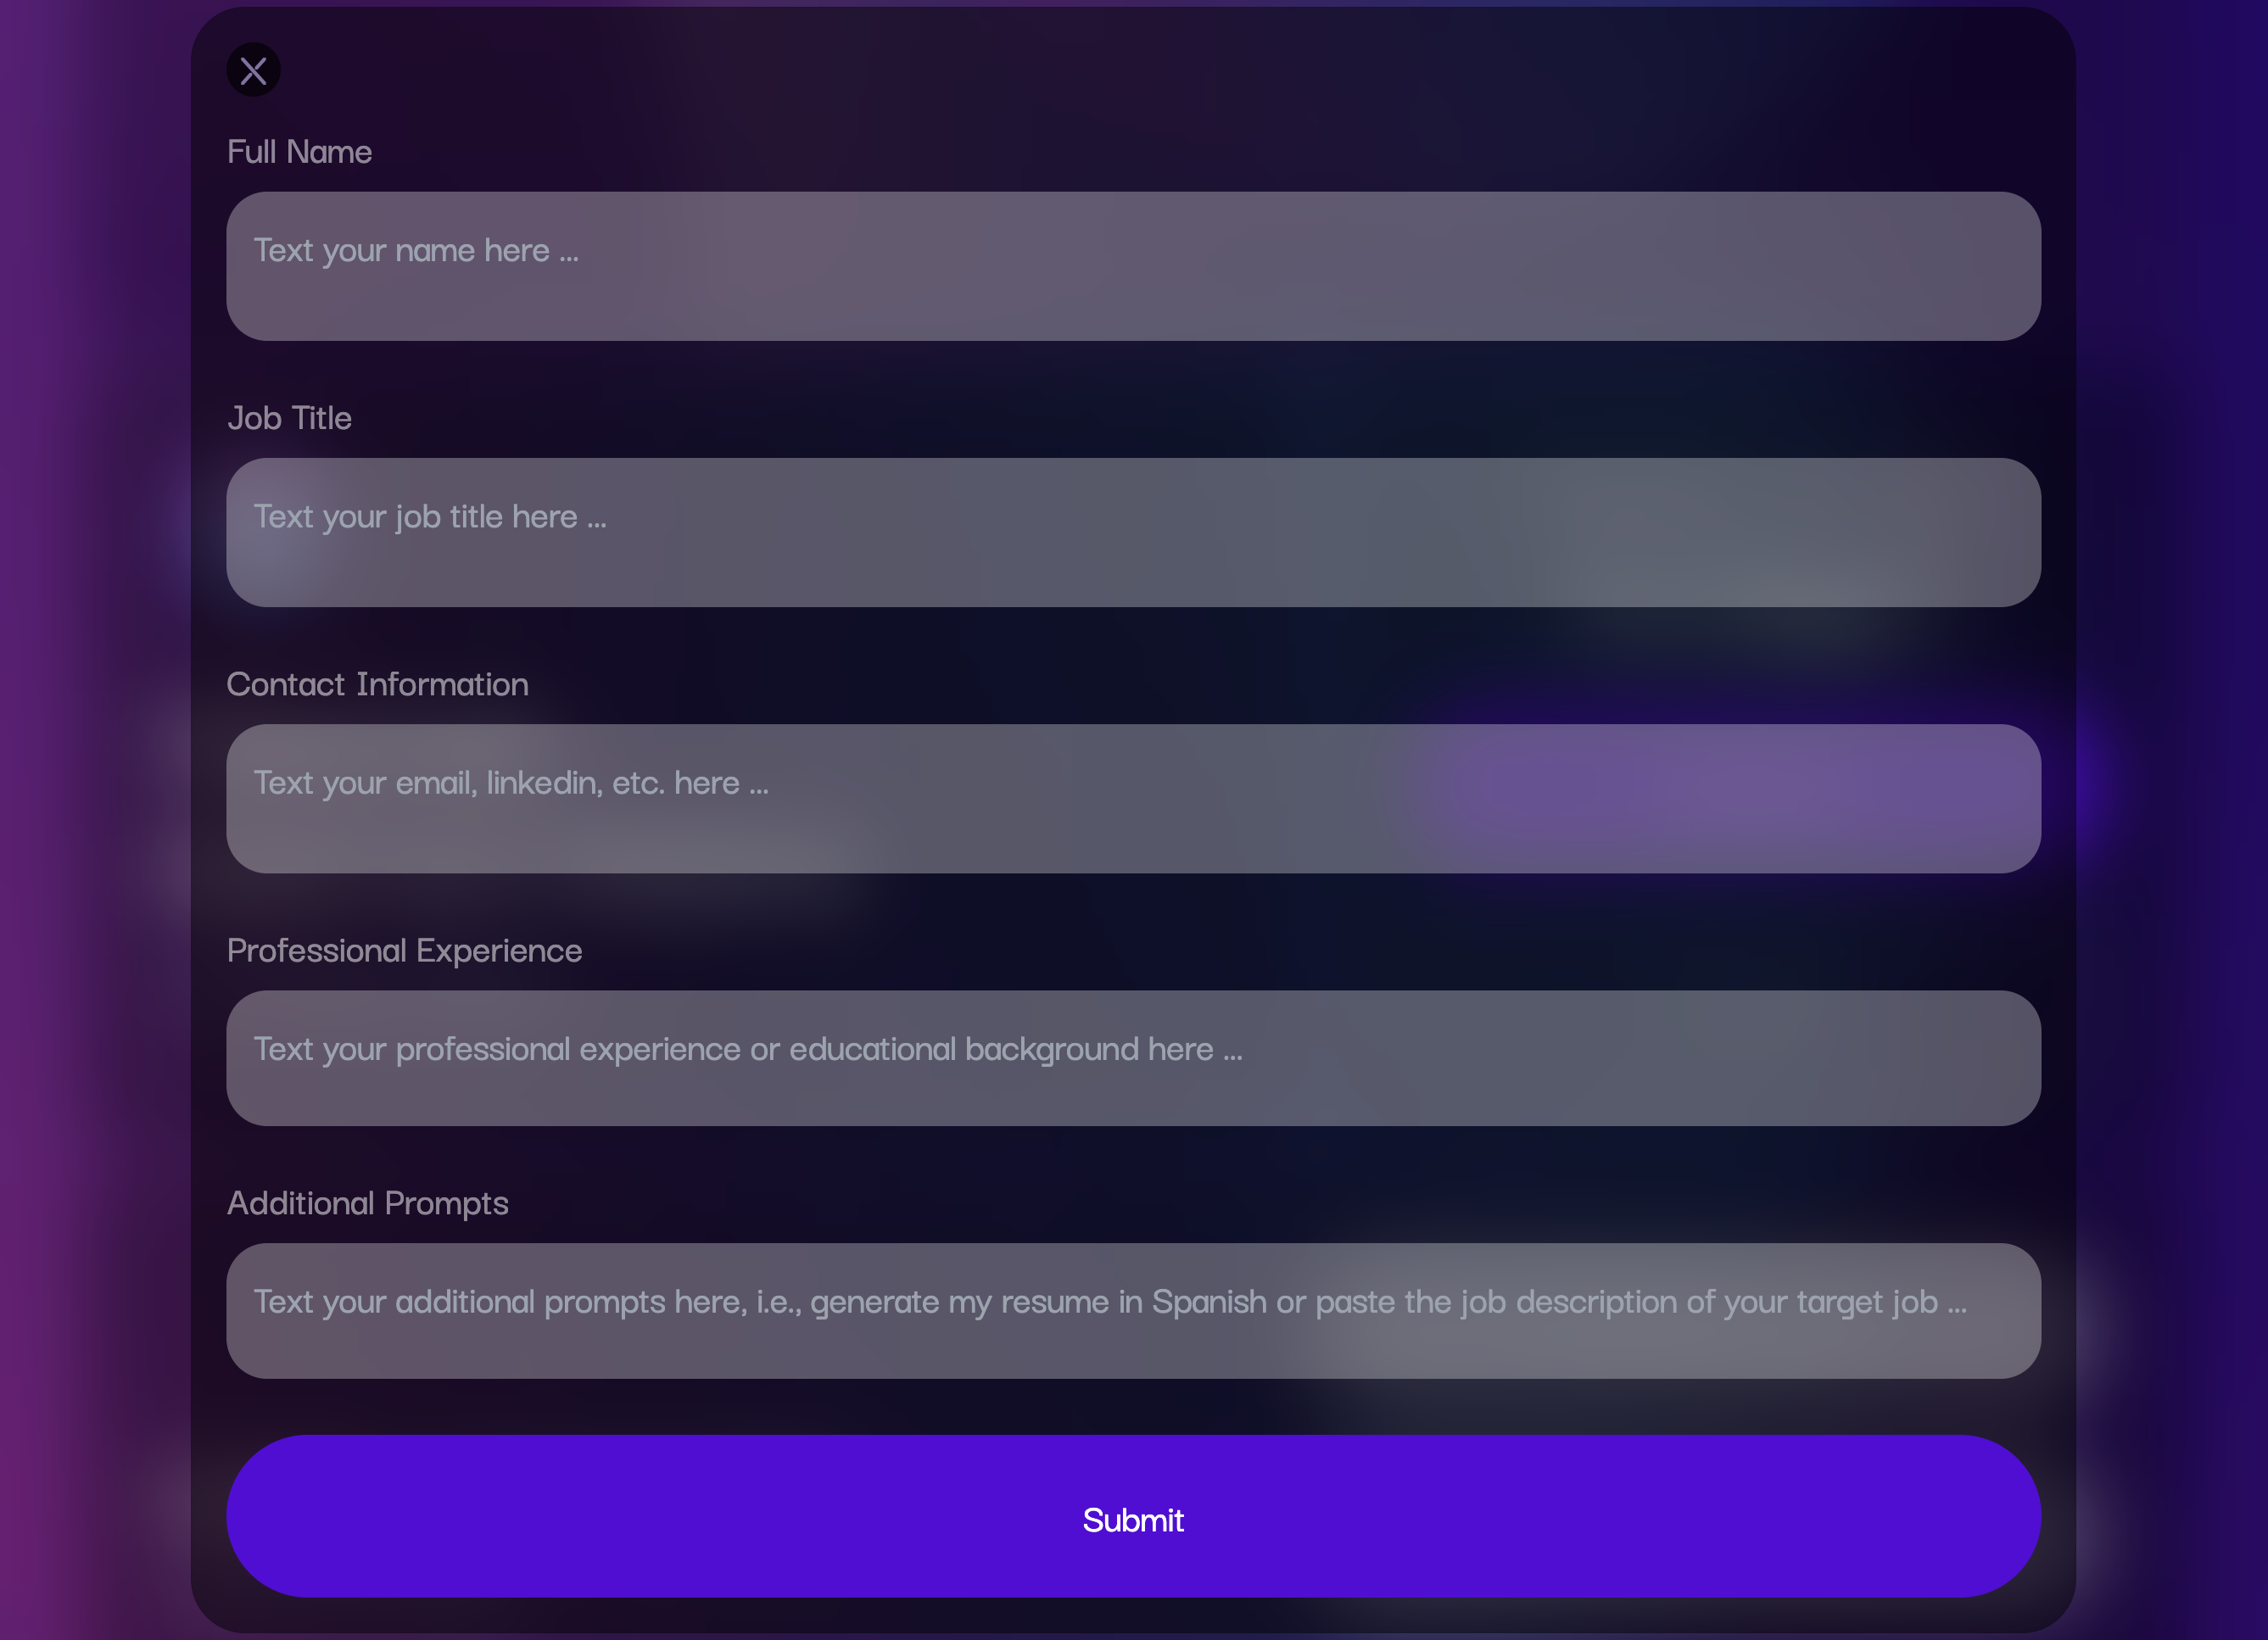 Full Name
Text your name here ...
Job Title
Text your job title here ...
Contact Information
Text your email, linkedin, etc. here ...
Professional Experience
Text your professional experience or educational background here ...
Additional Prompts
Text your additional prompts here, i.e., generate my resume in Spanish or paste the job description of your target job ...
Submit